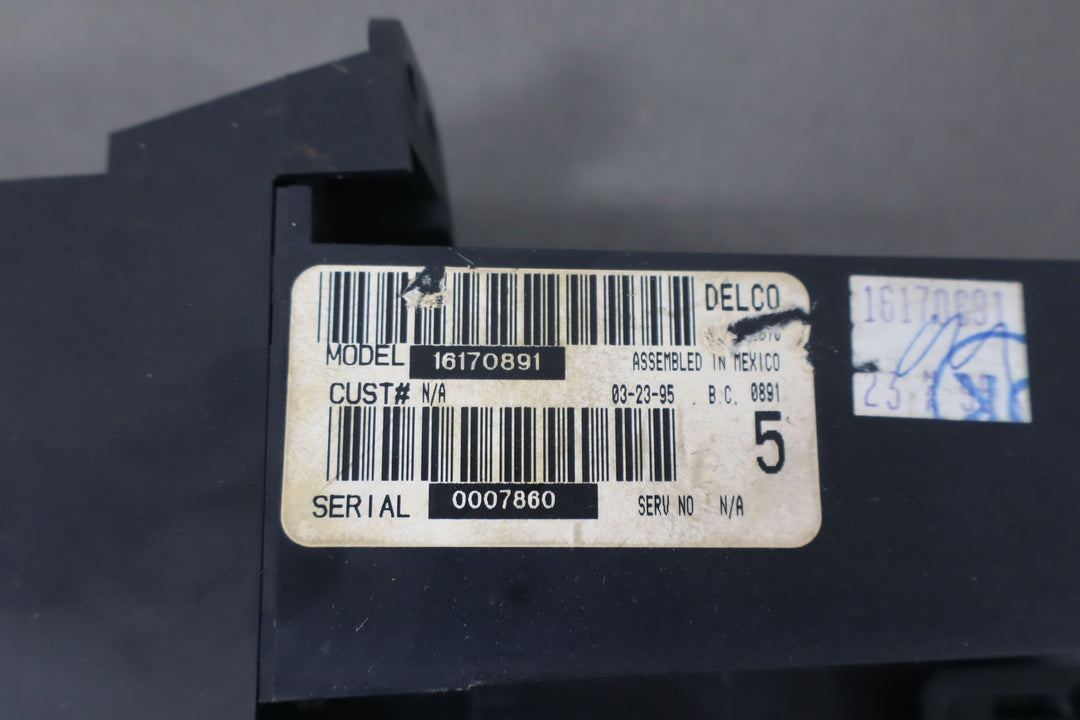 DELCO
MODEL 16170891 ASSEMBLED IN MEXICO
CUST# N/A 03-23-95 B.C. 0891
5
SERIAL 0007860 SERV NO N/A
16170891